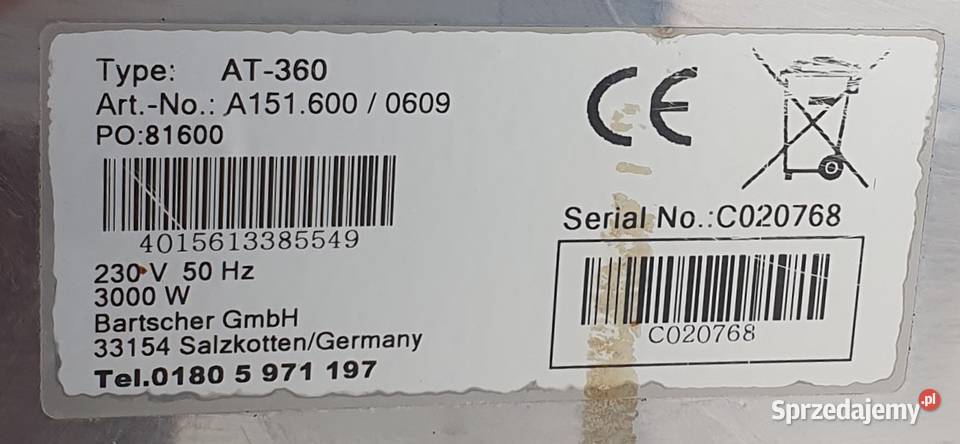 Type: AT-360
Art.-No.: A151.600 / 0609
PO:81600
4015613385549
230 V 50 Hz
3000 W
Bartscher GmbH
33154 Salzkotten/Germany
Tel.0180 5 971 197
CE
Serial No.:C020768
C020768
Sprzedajemy.pl